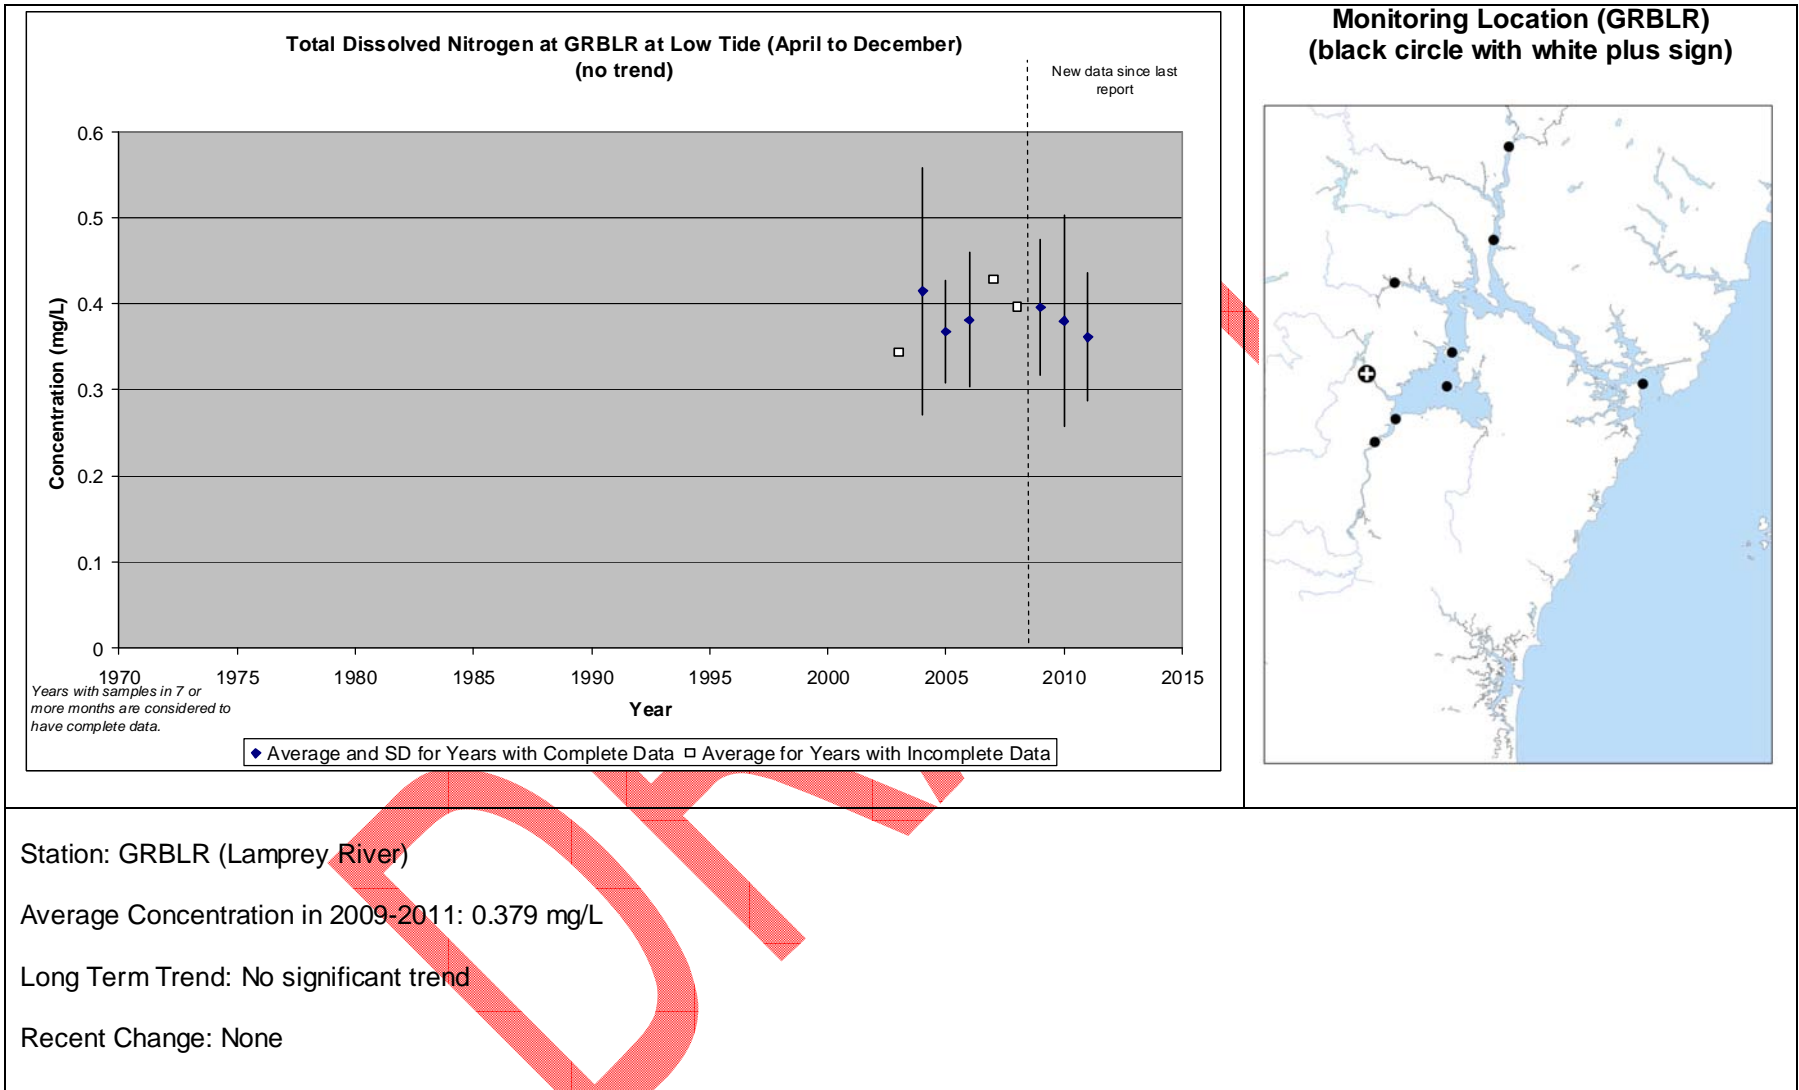 Total Dissolved Nitrogen at GRBLR at Low Tide (April to December)
(no trend)
New data since last
report
0.6
0.5
0.4
0.3
0.2
0.1
0
Concentration (mg/L)
1970 1975 1980 1985 1990 1995 2000 2005 2010 2015
Year
Years with samples in 7 or
more months are considered to
have complete data.
Average and SD for Years with Complete Data Average for Years with Incomplete Data
Monitoring Location (GRBLR)
(black circle with white plus sign)
Station: GRBLR (Lamprey River)
Average Concentration in 2009-2011: 0.379 mg/L
Long Term Trend: No significant trend
Recent Change: None